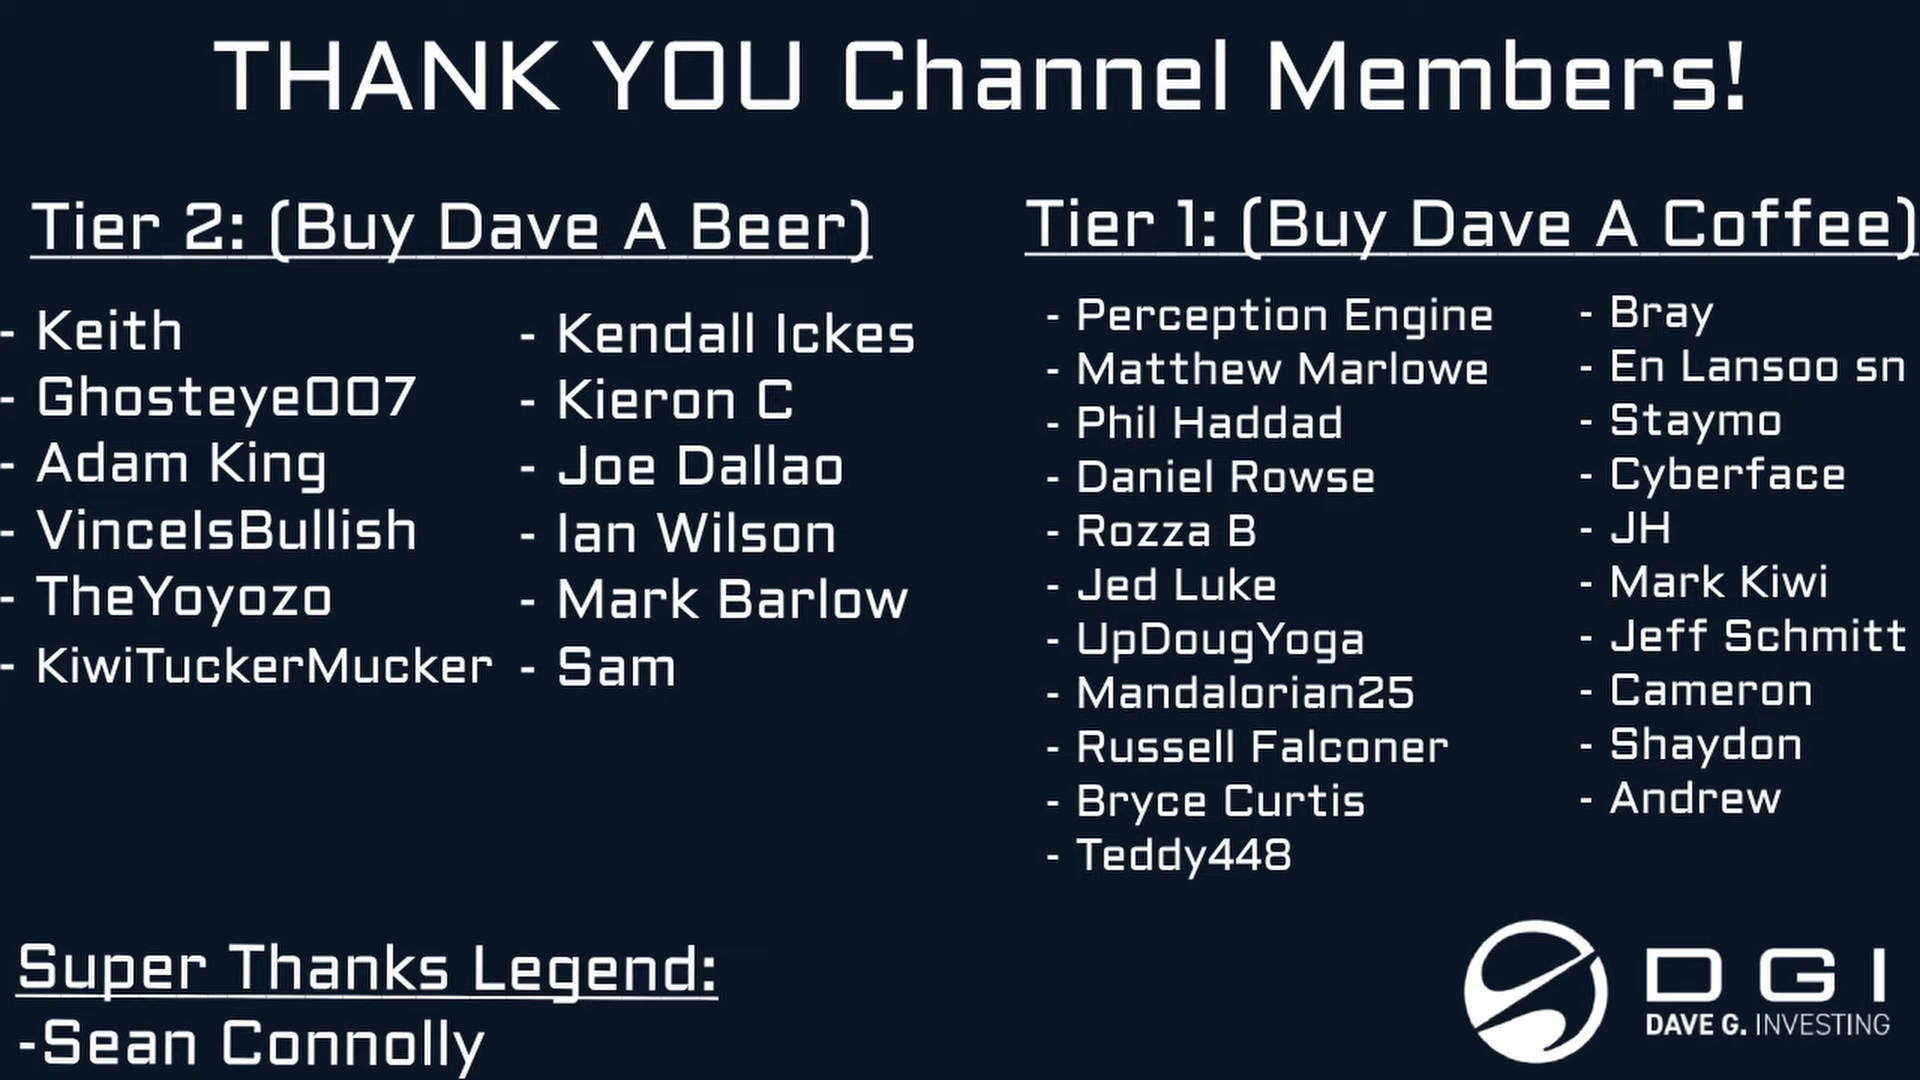 THANK YOU Channel Members!
Tier 2: (Buy Dave A Beer)
- Keith
- Ghosteye007
- Adam King
- VinceIsBullish
- TheYoyozo
- KiwiTuckerMucker
- Kendall Ickes
- Kieron C
- Joe Dallao
- Ian Wilson
- Mark Barlow
- Sam
Tier 1: (Buy Dave A Coffee)
- Perception Engine
- Matthew Marlowe
- Phil Haddad
- Daniel Rowse
- Rozza B
- Jed Luke
- UpDougYoga
- Mandalorian25
- Russell Falconer
- Bryce Curtis
- Teddy448
- Bray
- En Lansoo sn
- Staymo
- Cyberface
- JH
- Mark Kiwi
- Jeff Schmitt
- Cameron
- Shaydon
- Andrew
Super Thanks Legend:
-Sean Connolly
DGI
DAVE G. INVESTING